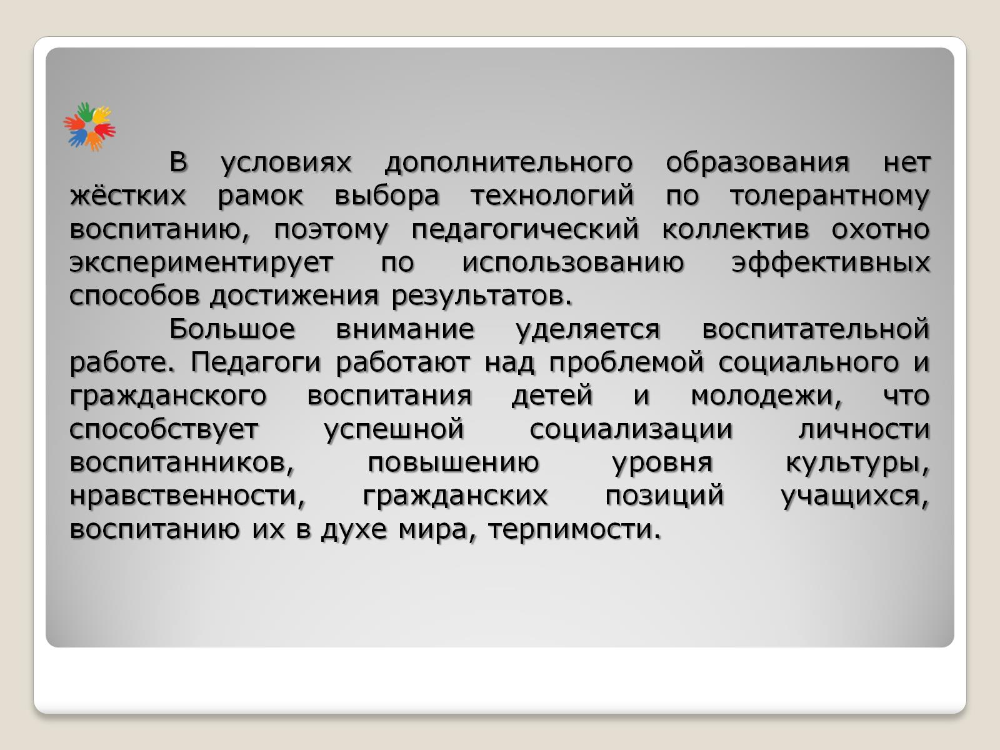 В условиях дополнительного образования нет
жёстких рамок выбора технологий по толерантному
воспитанию, поэтому педагогический коллектив охотно
экспериментирует по использованию эффективных
способов достижения результатов.
Большое внимание уделяется воспитательной
работе. Педагоги работают над проблемой социального и
гражданского воспитания детей и молодежи, что
способствует успешной социализации личности
воспитанников, повышению уровня культуры,
нравственности, гражданских позиций учащихся,
воспитанию их в духе мира, терпимости.